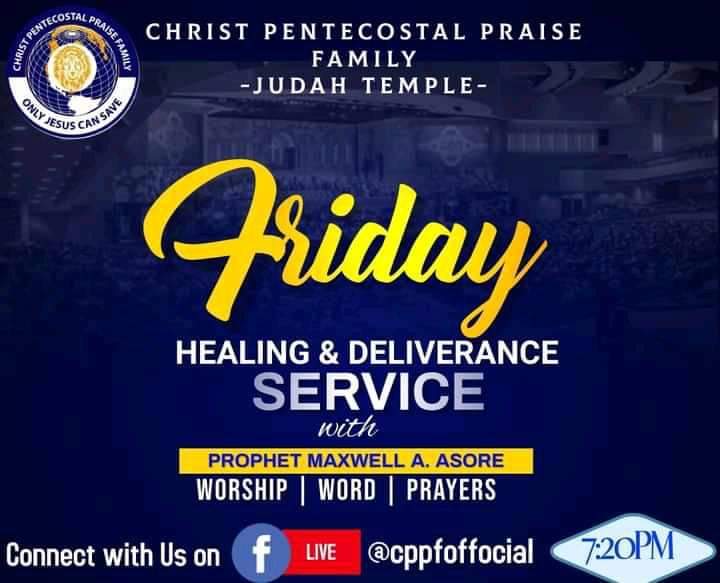 CHRIST PENTECOSTAL PRAISE FAMILY
ONLY JESUS CAN SAVE
CHRIST PENTECOSTAL PRAISE
FAMILY
-JUDAH TEMPLE-
Friday
HEALING & DELIVERANCE
SERVICE
with
PROPHET MAXWELL A. ASORE
WORSHIP | WORD | PRAYERS
Connect with Us on f LIVE @cppfoffocial 7:20PM